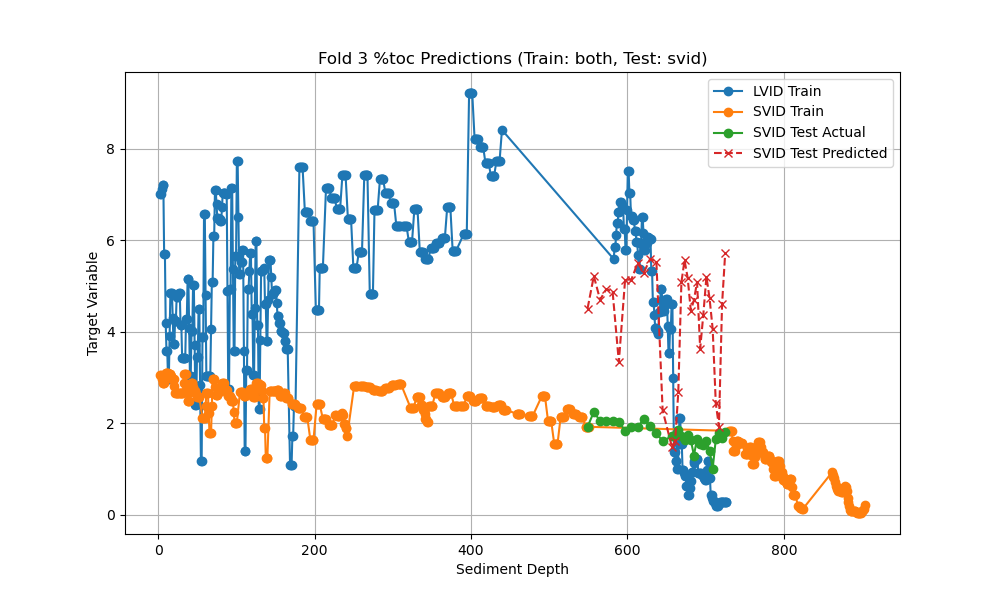 Fold 3 %toc Predictions (Train: both, Test: svid)
LVID Train
SVID Train
SVID Test Actual
SVID Test Predicted
Target Variable
8
6
4
2
0
0 200 400 600 800
Sediment Depth